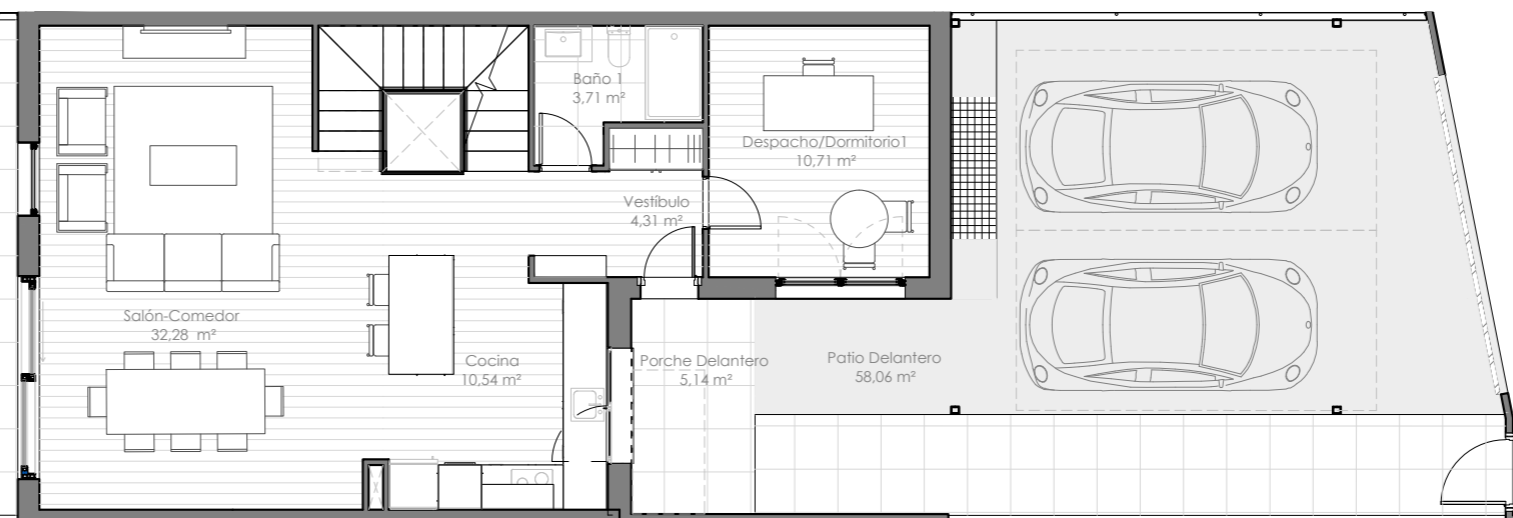 Baño 1
3,71 m²
Despacho/Dormitorio1
10,71 m²
Vestíbulo
4,31 m²
Salón-Comedor
32,28 m²
Cocina
10,54 m²
Porche Delantero
5,14 m²
Patio Delantero
58,06 m²